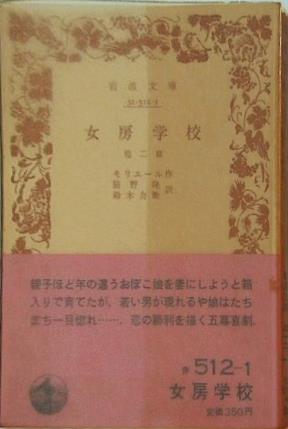 岩波文庫
32-512-1
女房学校
他二篇
モリエール作
辰野 隆
鈴木力衛 訳
親子ほど年の違うおぼこ娘を妻にしようと箱
入りで育てたが、若い男が現れるや娘はたち
まち一目惚れ……。恋の勝利を描く五幕喜劇.
赤 512-1
女房学校
定価350円